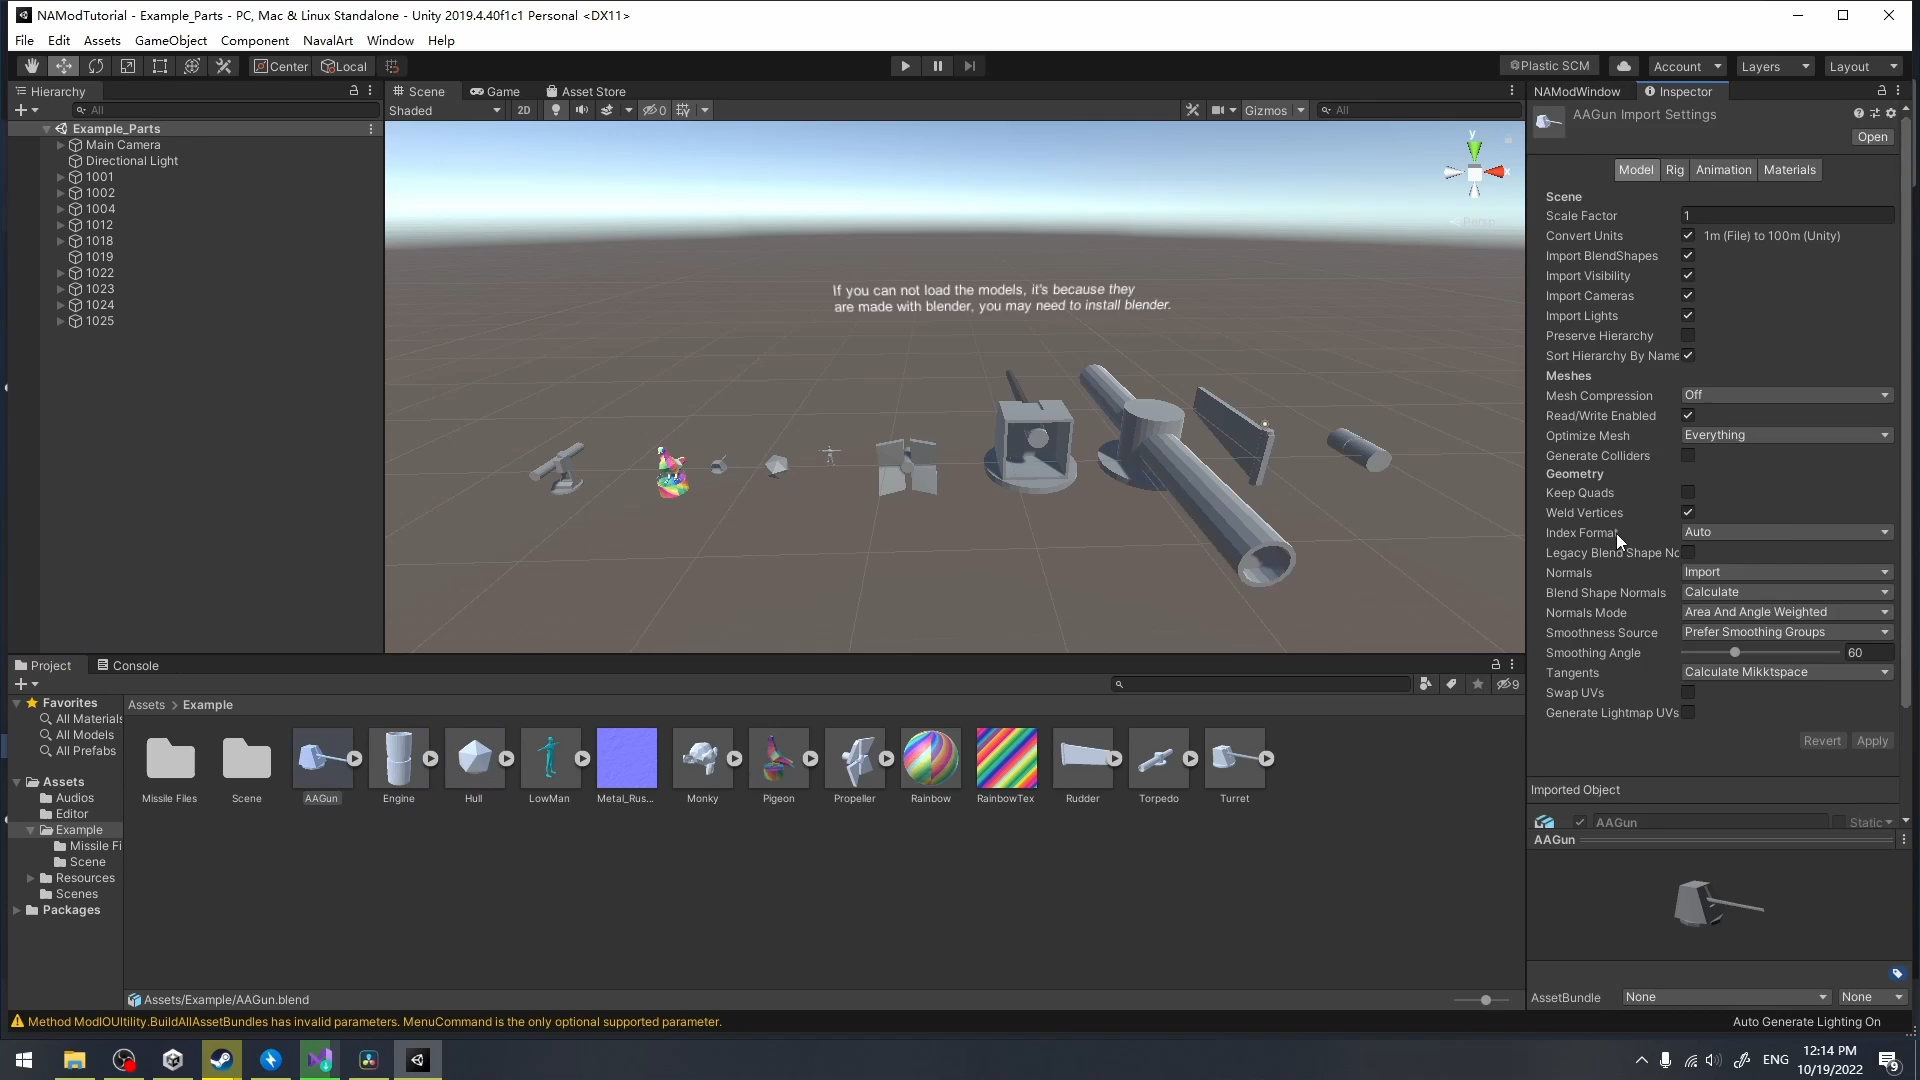 NAModTutorial - Example_Parts - PC, Mac & Linux Standalone - Unity 2019.4.40f1c1 Personal <DX11>
File Edit Assets GameObject Component NavalArt Window Help
Center Local Plastic SCM Account Layers Layout
Hierarchy
All
Example_Parts
Main Camera
Directional Light
1001
1002
1004
1012
1018
1019
1022
1023
1024
1025
Scene Game Asset Store
Shaded 2D 0 Gizmos All
y
x
Persp
If you can not load the models, it's because they
are made with blender, you may need to install blender.
NAModWindow Inspector
AAGun Import Settings
Open
Model Rig Animation Materials
Scene
Scale Factor 1
Convert Units 1m (File) to 100m (Unity)
Import BlendShapes
Import Visibility
Import Cameras
Import Lights
Preserve Hierarchy
Sort Hierarchy By Name
Meshes
Mesh Compression Off
Read/Write Enabled
Optimize Mesh Everything
Generate Colliders
Geometry
Keep Quads
Weld Vertices
Index Format Auto
Legacy Blend Shape No
Normals Import
Blend Shape Normals Calculate
Normals Mode Area And Angle Weighted
Smoothness Source Prefer Smoothing Groups
Smoothing Angle 60
Tangents Calculate Mikktspace
Swap UVs
Generate Lightmap UVs
Revert Apply
Imported Object
AAGun Static
AAGun
AssetBundle None None
Project Console
9
Favorites
All Materials
All Models
All Prefabs
Assets
Audios
Editor
Example
Missile Fi
Scene
Resources
Scenes
Packages
Assets > Example
Missile Files Scene AAGun Engine Hull LowMan Metal_Rus... Monky Pigeon Propeller Rainbow RainbowTex Rudder Torpedo Turret
Assets/Example/AAGun.blend
Method ModIOUltility.BuildAllAssetBundles has invalid parameters. MenuCommand is the only optional supported parameter.
Auto Generate Lighting On
ENG
12:14 PM
10/19/2022
9